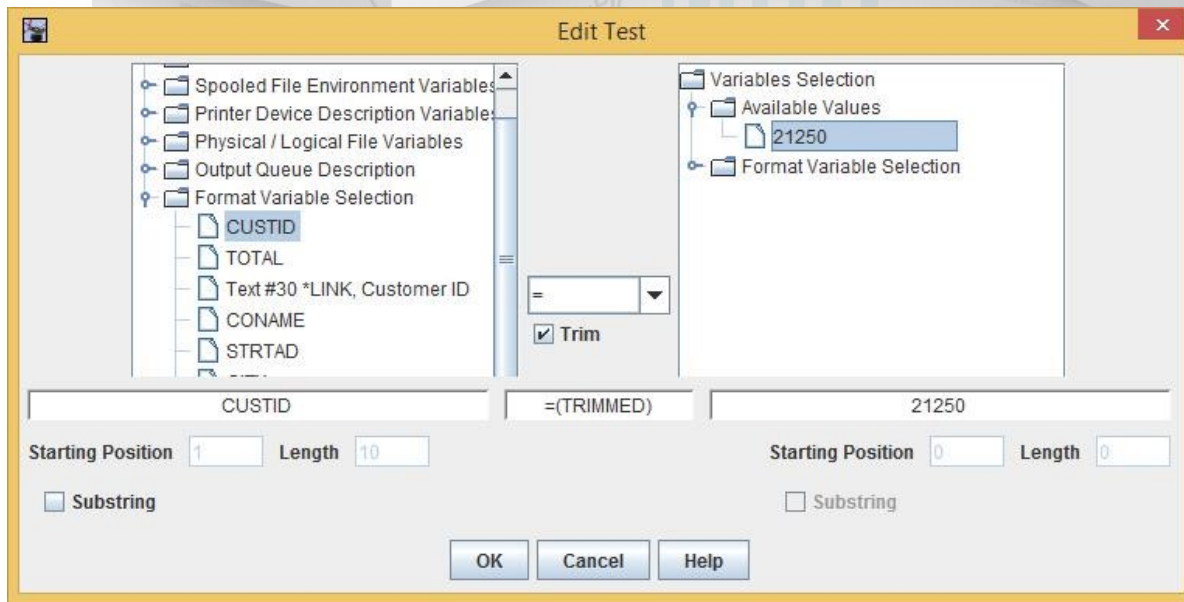 Edit Test
Spooled File Environment Variables
Printer Device Description Variable
Physical / Logical File Variables
Output Queue Description
Format Variable Selection
CUSTID
TOTAL
Text #30 *LINK, Customer ID
CONAME
STRTAD
=
Trim
Variables Selection
Available Values
21250
Format Variable Selection
CUSTID
=(TRIMMED)
21250
Starting Position 1 Length 10
Starting Position 0 Length 0
Substring
Substring
OK Cancel Help